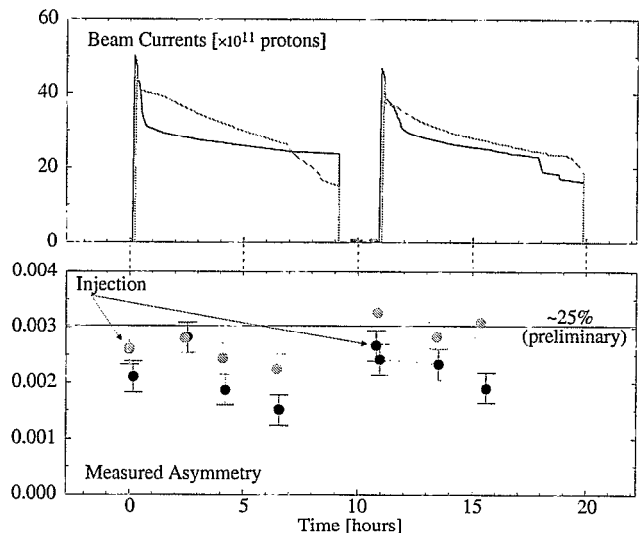 60
Beam Currents [×10¹¹ protons]
40
20
0
0.004
Injection
0.003
~25%
(preliminary)
0.002
0.001
Measured Asymmetry
0.000
0 5 10 15 20
Time [hours]